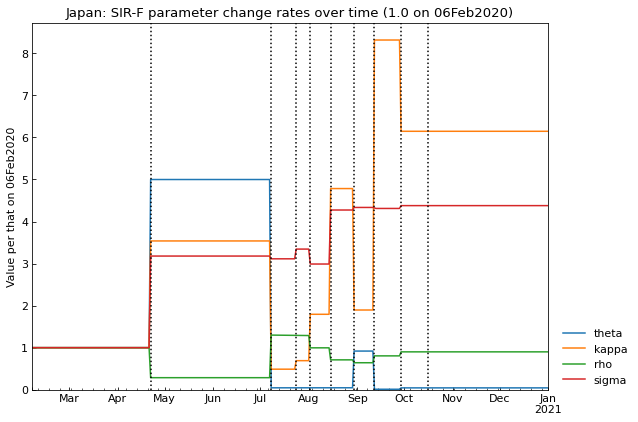 Japan: SIR-F parameter change rates over time (1.0 on 06Feb2020)
Value per that on 06Feb2020
8
7
6
5
4
3
2
1
0
Mar Apr May Jun Jul Aug Sep Oct Nov Dec Jan
2021
theta
kappa
rho
sigma